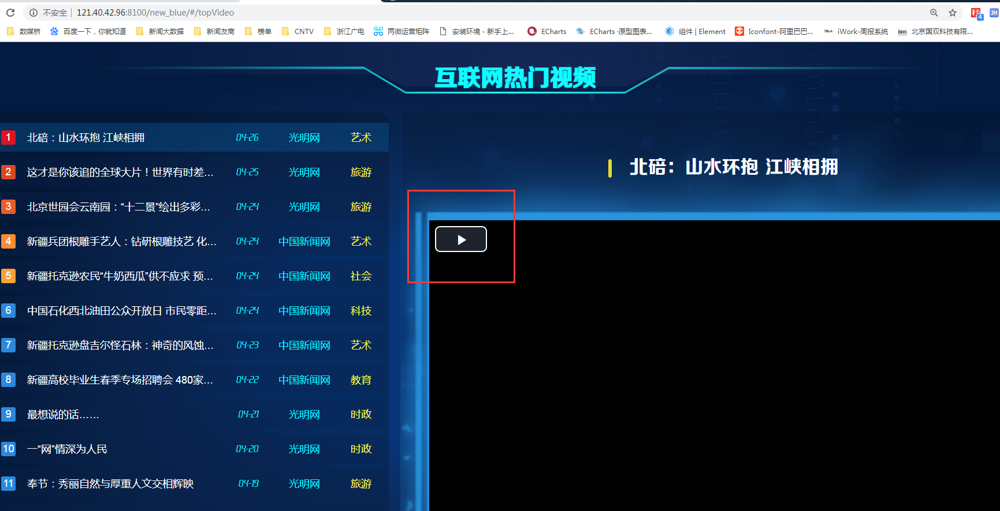 不安全 121.40.42.96:8100/new_blue/#/topVideo
秒 4 JH
数媒桥 百度一下，你就知道 新闻大数据 新闻友商 榜单 CNTV 浙江广电 两微运营矩阵 安装环境 - 新手上... ECharts ECharts ·原型图表... 组件 | Element Iconfont-阿里巴巴... iWork iWork-周报系统 北京国双科技有限...
互联网热门视频
1 北碚：山水环抱 江峡相拥 04-26 光明网 艺术
2 这才是你该追的全球大片！世界有时差... 04-25 光明网 旅游
3 北京世园会云南园：“十二景”绘出多彩... 04-24 光明网 旅游
4 新疆兵团根雕手艺人：钻研根雕技艺 化... 04-24 中国新闻网 艺术
5 新疆托克逊农民“牛奶西瓜”供不应求 预... 04-24 中国新闻网 社会
6 中国石化西北油田公众开放日 市民零距... 04-24 中国新闻网 科技
7 新疆托克逊盘吉尔怪石林：神奇的风蚀... 04-23 中国新闻网 艺术
8 新疆高校毕业生春季专场招聘会 480家... 04-22 中国新闻网 教育
9 最想说的话…… 04-21 光明网 时政
10 一“网”情深为人民 04-20 光明网 时政
11 奉节：秀丽自然与厚重人文交相辉映 04-19 光明网 旅游
北碚：山水环抱 江峡相拥